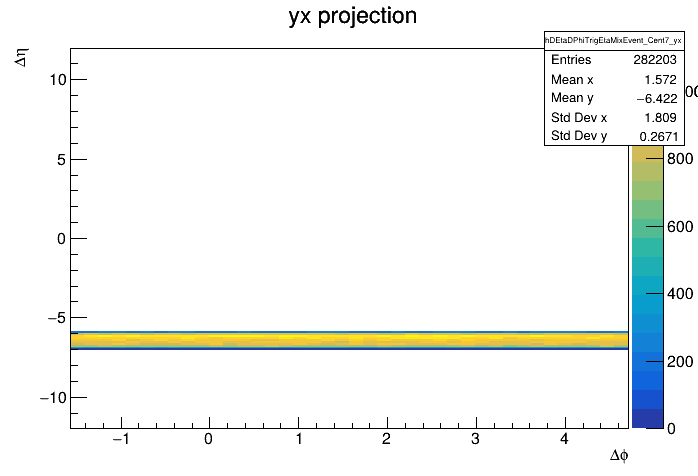 yx projection
hDEtaDPhiTrigEtaMixEvent_Cent7_yx
Entries 282203
Mean x 1.572
Mean y −6.422
Std Dev x 1.809
Std Dev y 0.2671
Δη
10
5
0
−5
−10
−1 0 1 2 3 4
Δϕ
800
600
400
200
0